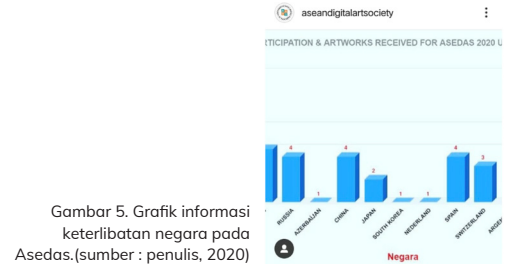 aseandigitalartsociety
TICIPATION & ARTWORKS RECEIVED FOR ASEDAS 2020 U
4
1
4
2
1
1
4
3
RUSSIA
AZERBAIJAN
CHINA
JAPAN
SOUTH KOREA
NEDERLAND
SPAIN
SWITZERLAND
ARGEN
Negara
Gambar 5. Grafik informasi
keterlibatan negara pada
Asedas.(sumber : penulis, 2020)